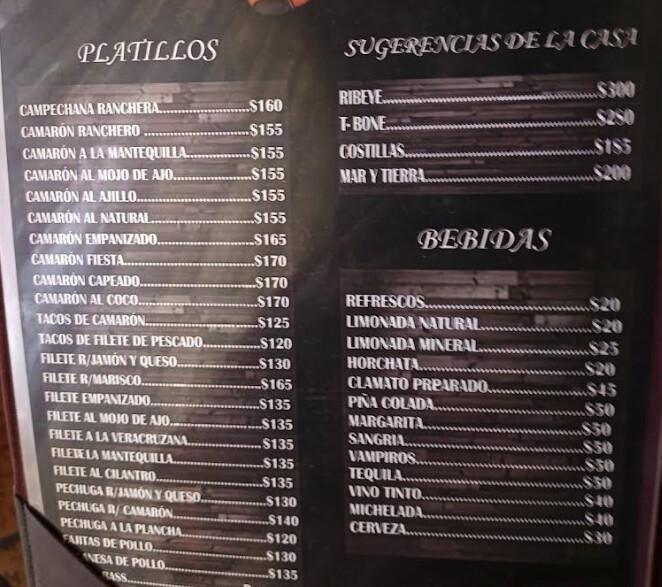 PLATILLOS
CAMPECHANA RANCHERA$160
CAMARÓN RANCHERO$155
CAMARÓN A LA MANTEQUILLA$155
CAMARÓN AL MOJO DE AJO$155
CAMARÓN AL AJILLO$155
CAMARÓN AL NATURAL$155
CAMARÓN EMPANIZADO$165
CAMARÓN FIESTA$170
CAMARÓN CAPEADO$170
CAMARÓN AL COCO$170
TACOS DE CAMARÓN$125
TACOS DE FILETE DE PESCADO$120
FILETE R/JAMÓN Y QUESO$130
FILETE R/MARISCO$165
FILETE EMPANIZADO$135
FILETE AL MOJO DE AJO$135
FILETE A LA VERACRUZANA$135
FILETE LA MANTEQUILLA$135
FILETE AL CILANTRO$135
PECHUGA R/JAMÓN Y QUESO$130
PECHUGA R/ CAMARÓN$140
PECHUGA A LA PLANCHA$120
FAJITAS DE POLLO$130
DE POLLO$135
SUGERENCIAS DE LA CASA
RIBEYE$300
T-BONE$280
COSTILLAS$185
MAR Y TIERRA$200
BEBIDAS
REFRESCOS$20
LIMONADA NATURAL$20
LIMONADA MINERAL$25
HORCHATA$20
CLAMATO PREPARADO$45
PIÑA COLADA$50
MARGARITA$50
SANGRIA$50
VAMPIROS$50
TEQUILA$50
VINO TINTO$40
MICHELADA$40
CERVEZA$30